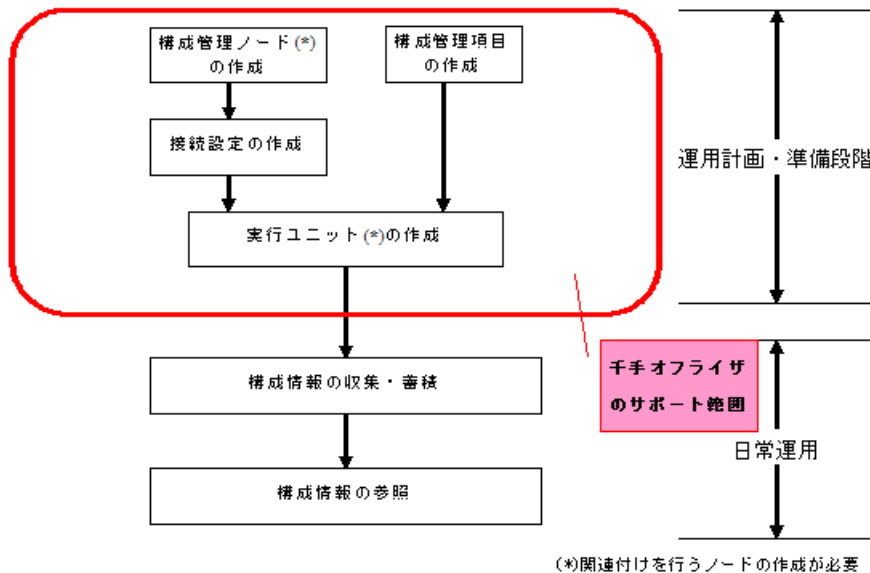 構成管理ノード(*)
の作成
構成管理項目
の作成
接続設定の作成
運用計画・準備段階
実行ユニット(*)の作成
構成情報の収集・蓄積
千手オフライザ
のサポート範囲
日常運用
構成情報の参照
(*)関連付けを行うノードの作成が必要